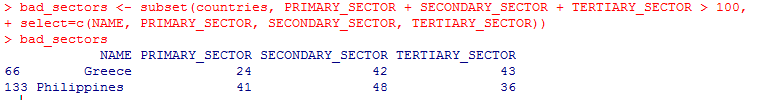 > bad_sectors <- subset(countries, PRIMARY_SECTOR + SECONDARY_SECTOR + TERTIARY_SECTOR > 100,
+ select=c(NAME, PRIMARY_SECTOR, SECONDARY_SECTOR, TERTIARY_SECTOR))
> bad_sectors
NAME PRIMARY_SECTOR SECONDARY_SECTOR TERTIARY_SECTOR
66 Greece 24 42 43
133 Philippines 41 48 36